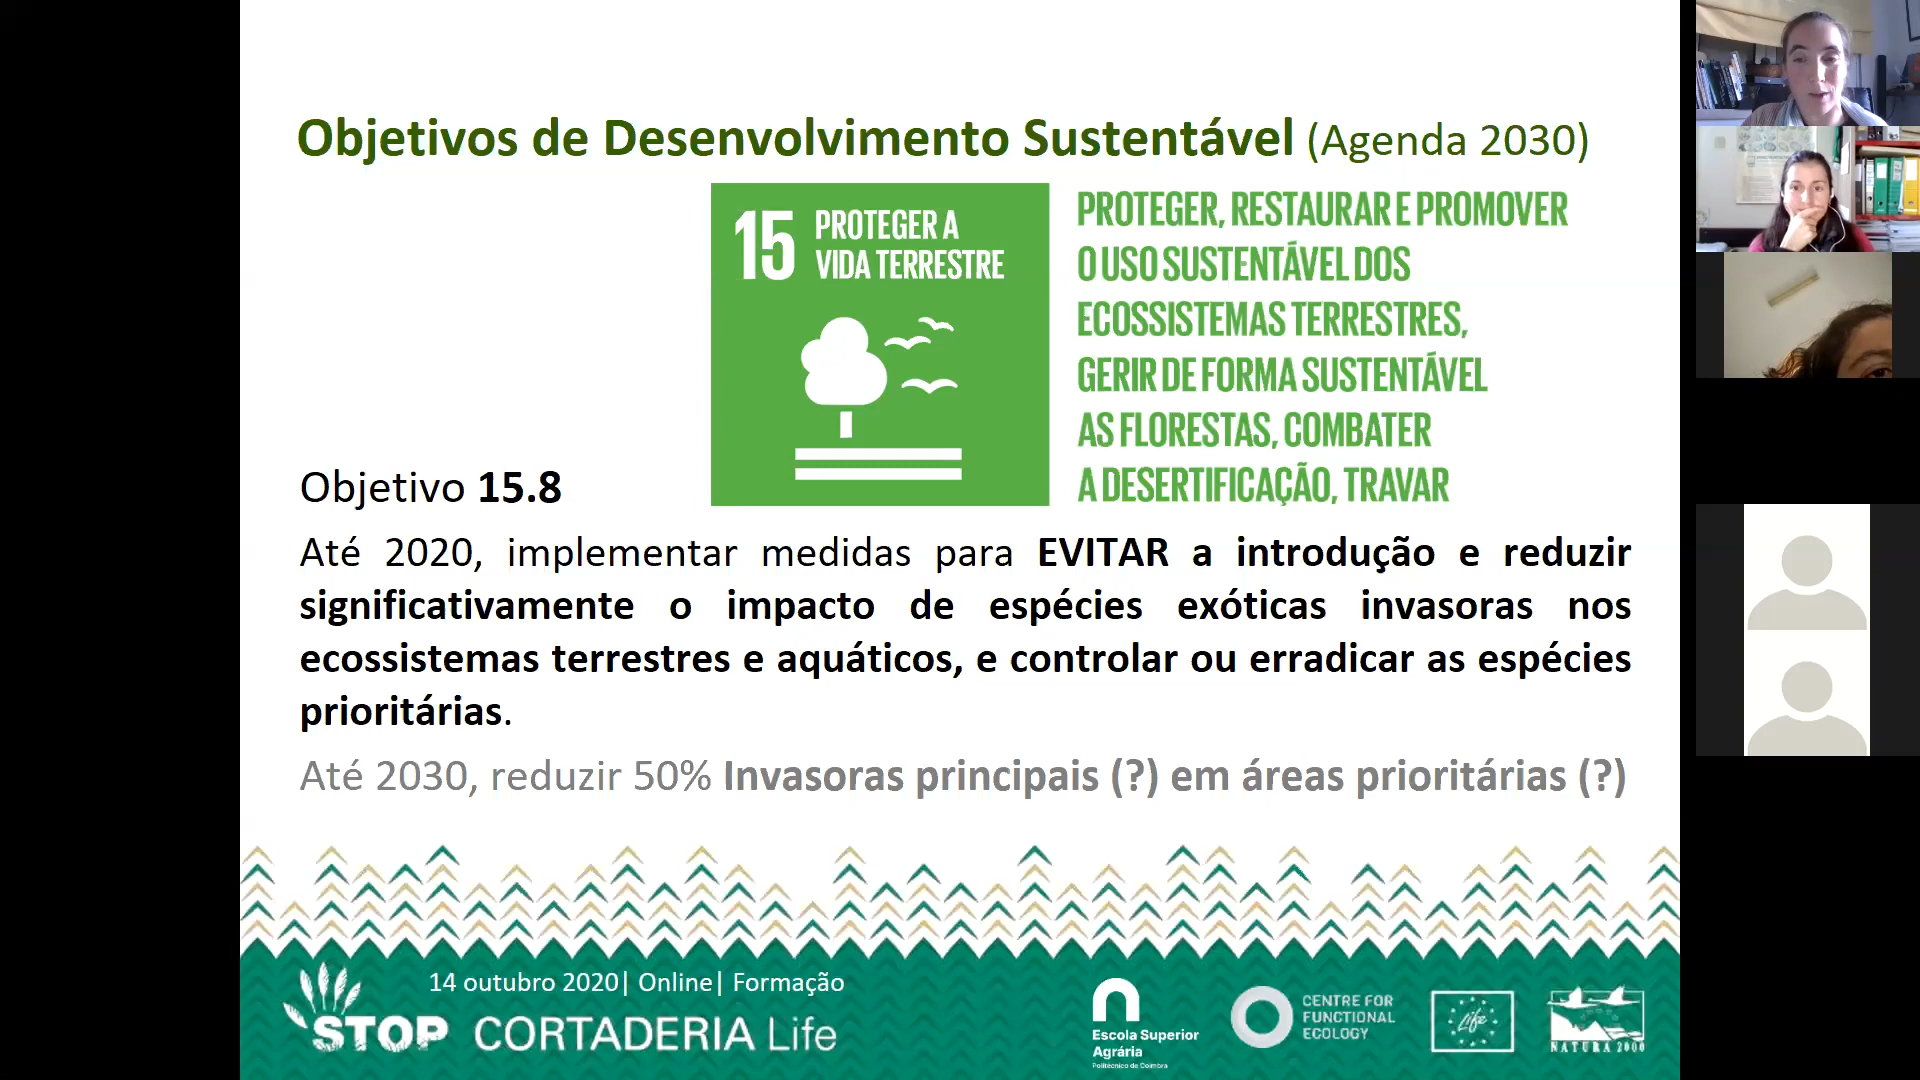 Objetivos de Desenvolvimento Sustentável (Agenda 2030)
15 PROTEGER A
VIDA TERRESTRE
PROTEGER, RESTAURAR E PROMOVER
O USO SUSTENTÁVEL DOS
ECOSSISTEMAS TERRESTRES,
GERIR DE FORMA SUSTENTÁVEL
AS FLORESTAS, COMBATER
A DESERTIFICAÇÃO, TRAVAR
Objetivo 15.8
Até 2020, implementar medidas para EVITAR a introdução e reduzir
significativamente o impacto de espécies exóticas invasoras nos
ecossistemas terrestres e aquáticos, e controlar ou erradicar as espécies
prioritárias.
Até 2030, reduzir 50% Invasoras principais (?) em áreas prioritárias (?)
14 outubro 2020| Online| Formação
STOP CORTADERIA Life
Escola Superior
Agrária
Politécnico de Coimbra
CENTRE FOR
FUNCTIONAL
ECOLOGY
Life
NATURA 2000